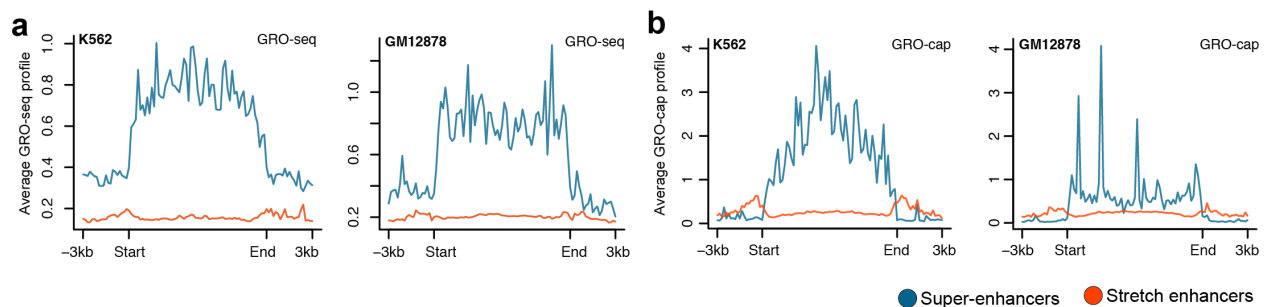 a
K562
GRO-seq
Average GRO-seq profile
1.0
0.8
0.6
0.4
0.2
−3kb
Start
End
3kb
GM12878
GRO-seq
1.0
0.6
0.2
−3kb
Start
End
3kb
b
K562
GRO-cap
Average GRO-cap profile
4
3
2
1
0
−3kb
Start
End
3kb
GM12878
GRO-cap
4
3
2
1
0
−3kb
Start
End
3kb
Super-enhancers
Stretch enhancers